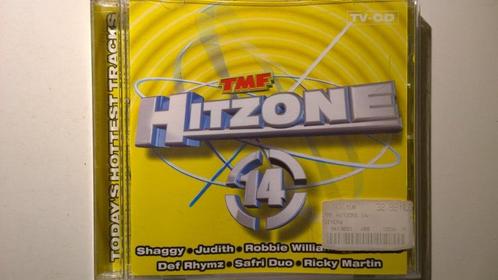 TODAY'S HOTTEST TRACKS
TV-CD
TMF
HITZONE
14
Shaggy · Judith · Robbie Willia
Def Rhymz · Safri Duo · Ricky Martin